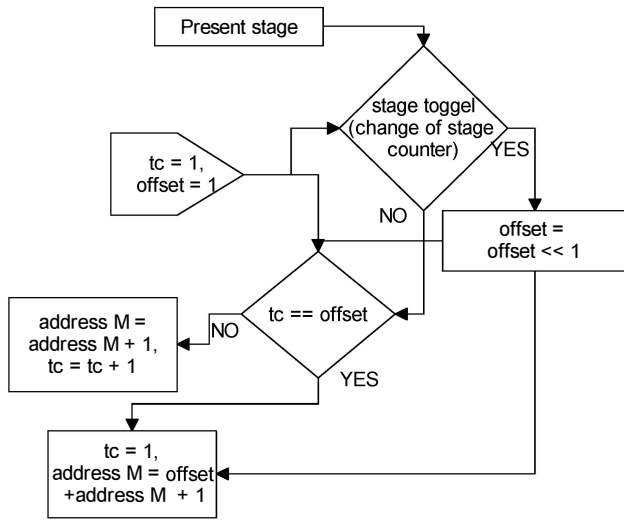 Present stage
stage toggel
(change of stage
counter)
YES
tc = 1,
offset = 1
NO
offset =
offset << 1
tc == offset
NO
address M =
address M + 1,
tc = tc + 1
YES
tc = 1,
address M = offset
+address M + 1